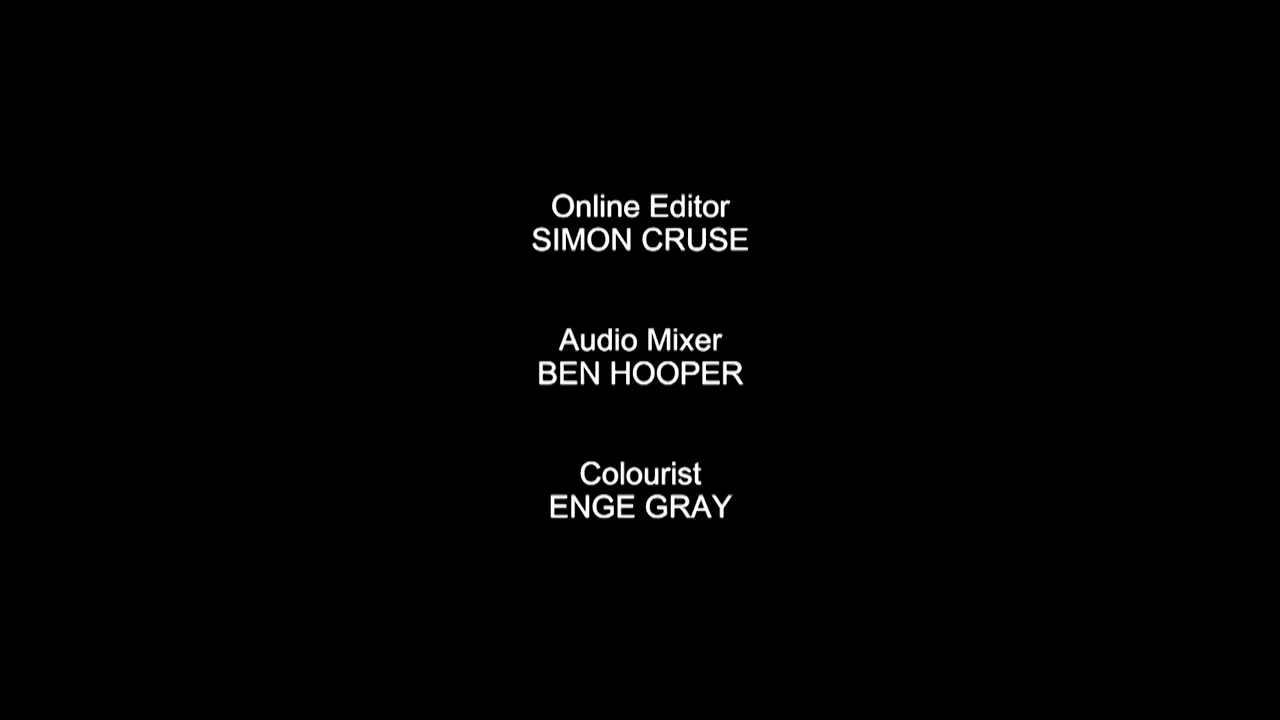 Online Editor
SIMON CRUSE
Audio Mixer
BEN HOOPER
Colourist
ENGE GRAY